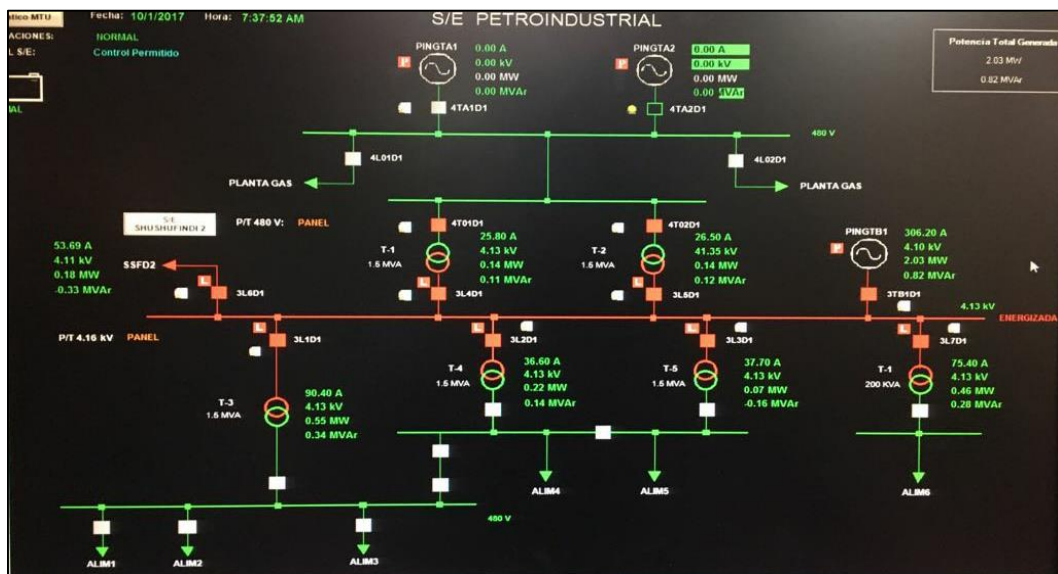 ático MTU
Fecha: 10/1/2017 Hora: 7:37:52 AM
S/E PETROINDUSTRIAL
ACIONES: NORMAL
L S/E: Control Permitido
Potencia Total Generada
2.03 MW
0.82 MVAr
PINGTA1
0.00 A
0.00 kV
0.00 MW
0.00 MVAr
P
4TA1D1
PINGTA2
0.00 A
0.00 kV
0.00 MW
0.00 MVAr
P
4TA2D1
480 V
4L01D1
PLANTA GAS
4L02D1
PLANTA GAS
S/E
SHUSHUFINDI 2
P/T 480 V: PANEL
4T01D1
T-1
1.5 MVA
25.80 A
4.13 kV
0.14 MW
0.11 MVAr
L
3L4D1
4T02D1
T-2
1.5 MVA
26.50 A
41.35 kV
0.14 MW
0.12 MVAr
L
3L5D1
PINGTB1
306.20 A
4.10 kV
2.03 MW
0.82 MVAr
P
3TB1D1
53.69 A
4.11 kV
0.18 MW
-0.33 MVAr
SSFD2
L
3L6D1
4.13 kV
ENERGIZADA
P/T 4.16 kV PANEL
L
3L1D1
T-3
1.5 MVA
90.40 A
4.13 kV
0.55 MW
0.34 MVAr
L
3L2D1
T-4
1.5 MVA
36.60 A
4.13 kV
0.22 MW
0.14 MVAr
L
3L3D1
T-5
1.5 MVA
37.70 A
4.13 kV
0.07 MW
-0.16 MVAr
L
3L7D1
T-1
200 KVA
75.40 A
4.13 kV
0.46 MW
0.28 MVAr
ALIM4
ALIM5
ALIM6
480 V
ALIM1
ALIM2
ALIM3